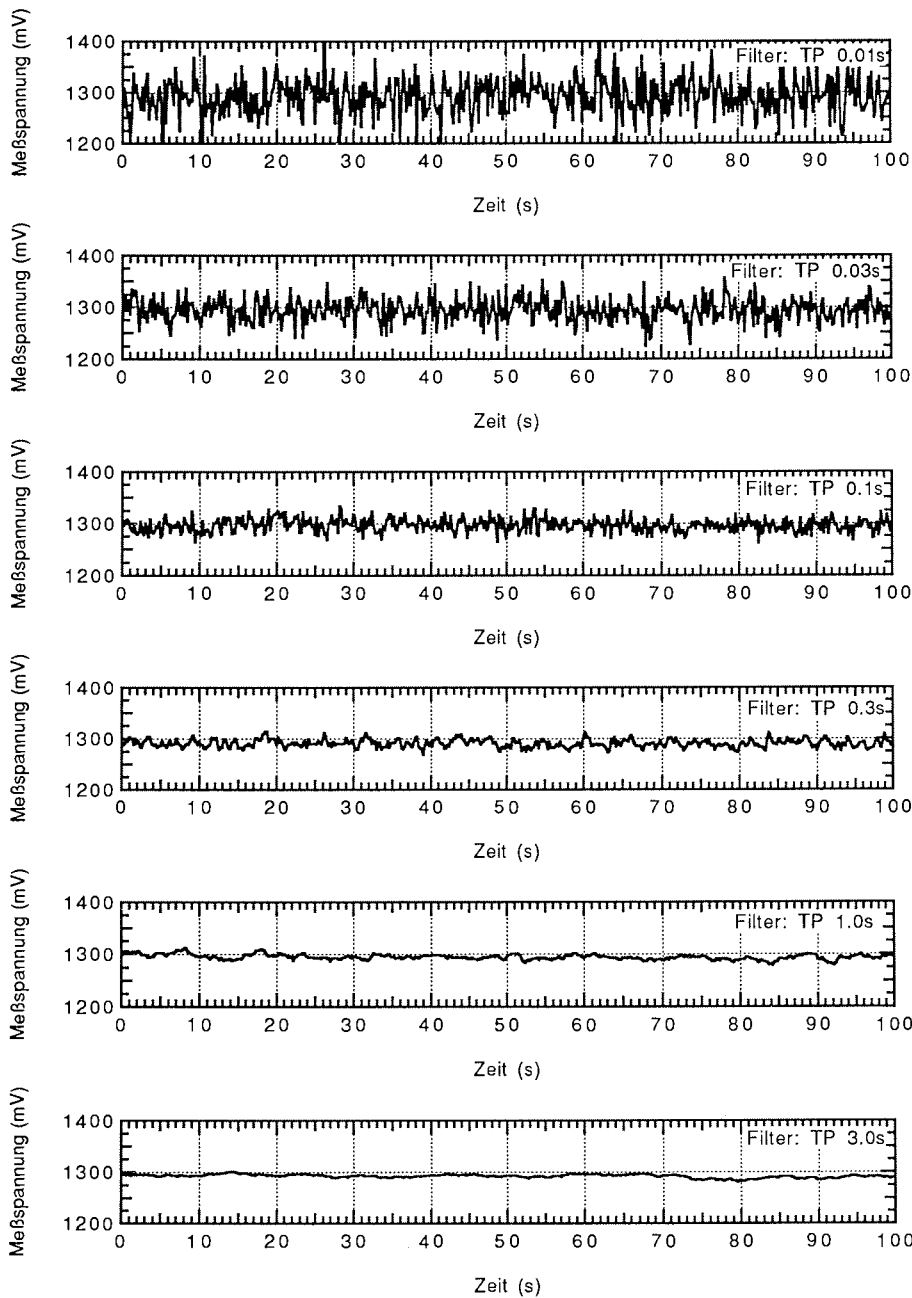 Meßspannung (mV)
1400
1300
1200
Filter: TP 0.01s
0 10 20 30 40 50 60 70 80 90 100
Zeit (s)
Meßspannung (mV)
1400
1300
1200
Filter: TP 0.03s
0 10 20 30 40 50 60 70 80 90 100
Zeit (s)
Meßspannung (mV)
1400
1300
1200
Filter: TP 0.1s
0 10 20 30 40 50 60 70 80 90 100
Zeit (s)
Meßspannung (mV)
1400
1300
1200
Filter: TP 0.3s
0 10 20 30 40 50 60 70 80 90 100
Zeit (s)
Meßspannung (mV)
1400
1300
1200
Filter: TP 1.0s
0 10 20 30 40 50 60 70 80 90 100
Zeit (s)
Meßspannung (mV)
1400
1300
1200
Filter: TP 3.0s
0 10 20 30 40 50 60 70 80 90 100
Zeit (s)